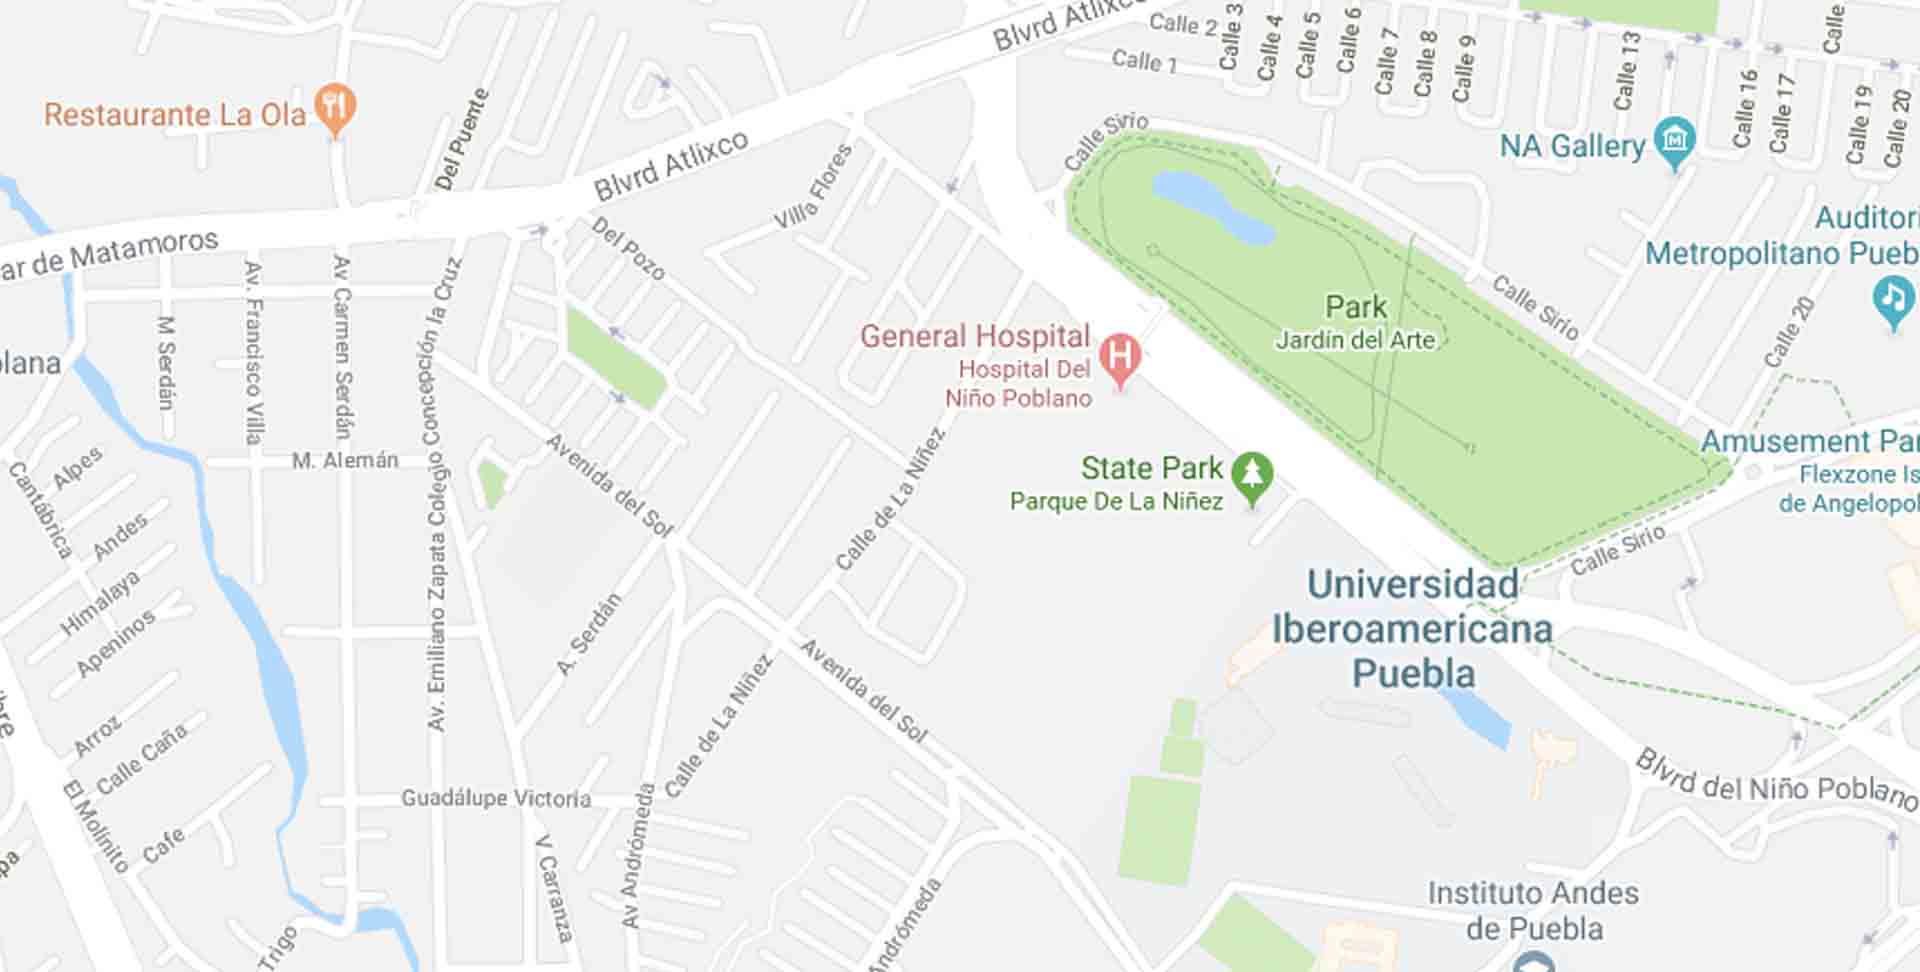 Blvrd Atlixco
Calle 2
Calle 1
Calle 3
Calle 4
Calle 5
Calle 6
Calle 7
Calle 8
Calle 9
Calle 13
Calle
Calle 16
Calle 17
Calle 19
Calle 20
Restaurante La Ola
Del Puente
Blvrd Atlixco
Calle Sirio
NA Gallery
Villa Flores
Del Pozo
ar de Matamoros
Auditori
Metropolitano Pueb
Calle Sirio
Calle 20
Park
Jardín del Arte
General Hospital
Hospital Del
Niño Poblano
M Serdán
Av. Francisco Villa
Av Carmen Serdán
Av. Emiliano Zapata Colegio Concepción la Cruz
olana
M. Alemán
Avenida del Sol
Calle de La Niñez
State Park
Parque De La Niñez
Amusement Par
Flexzone Is
de Angelopol
Alpes
Cantábrica
Andes
Himalaya
Apeninos
Calle Sirio
Universidad
Iberoamericana
Puebla
A. Serdán
Avenida del Sol
Calle de La Niñez
Arroz
Calle Caña
El Molinito
Cafe
Guadálupe Victoria
Blvrd del Niño Poblano
V Carranza
Av Andrómeda
Andrómeda
Trigo
Instituto Andes
de Puebla